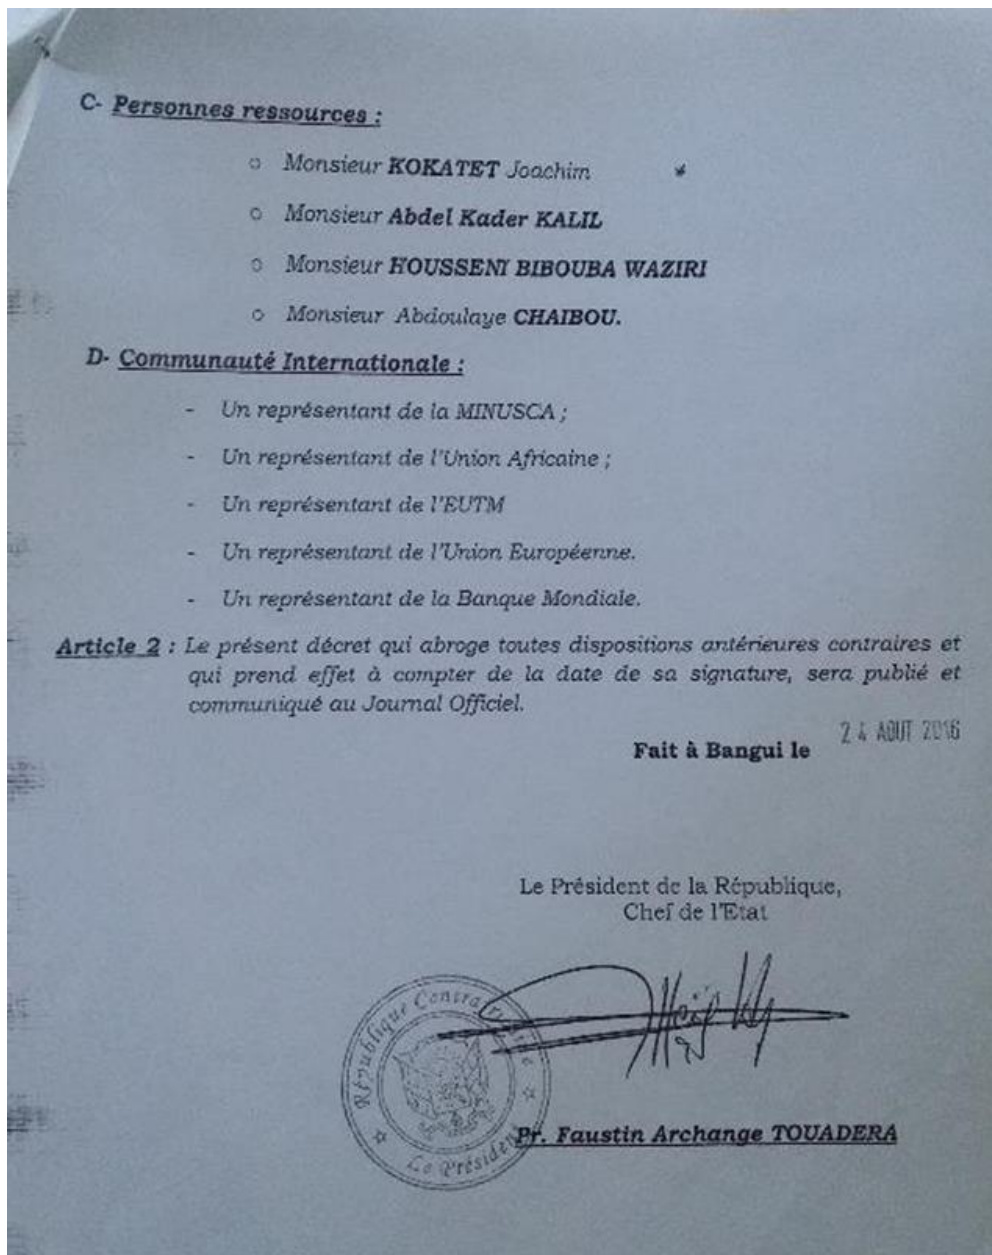 C- Personnes ressources :
o Monsieur KOKATET Joachim
o Monsieur Abdel Kader KALIL
o Monsieur HOUSSENI BIBOUBA WAZIRI
o Monsieur Abdoulaye CHAIBOU.
D- Communauté Internationale :
- Un représentant de la MINUSCA ;
- Un représentant de l'Union Africaine ;
- Un représentant de l'EUTM
- Un représentant de l'Union Européenne.
- Un représentant de la Banque Mondiale.
Article 2 : Le présent décret qui abroge toutes dispositions antérieures contraires et
qui prend effet à compter de la date de sa signature, sera publié et
communiqué au Journal Officiel.
Fait à Bangui le 24 AOUT 2016
Le Président de la République,
Chef de l'Etat
République Centrafricaine
Le Président
Pr. Faustin Archange TOUADERA